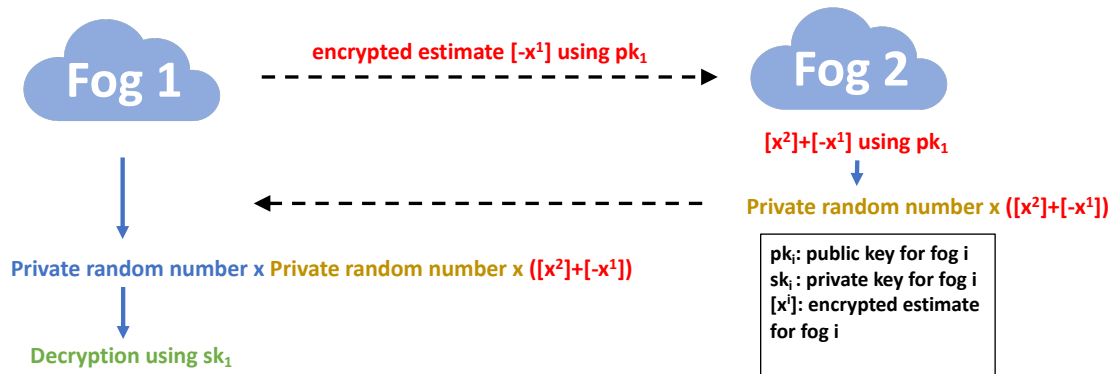 encrypted estimate [-x¹] using pk₁
Fog 1
Fog 2
[x²]+[-x¹] using pk₁
Private random number x ([x²]+[-x¹])
Private random number x Private random number x ([x²]+[-x¹])
pkᵢ: public key for fog i
skᵢ : private key for fog i
[xⁱ]: encrypted estimate
for fog i
Decryption using sk₁